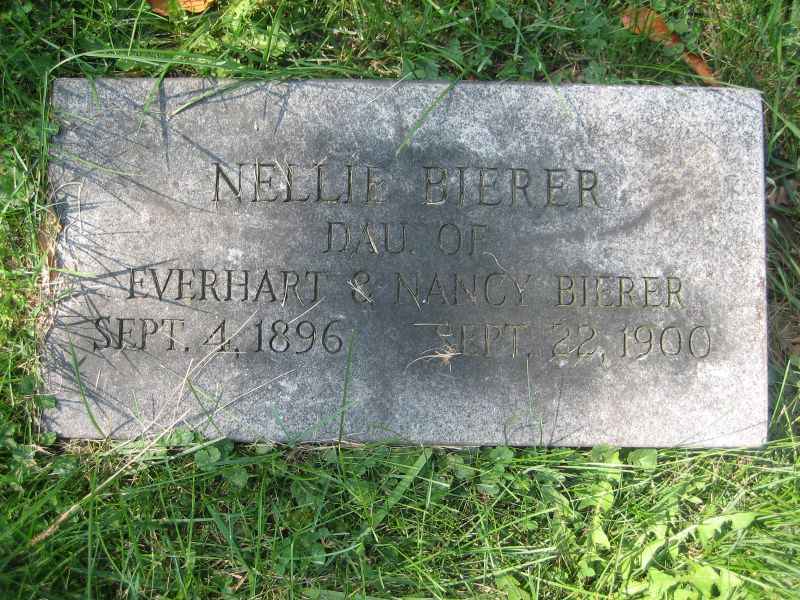 NELLIE BIERER
DAU. OF
EVERHART & NANCY BIERER
SEPT. 4, 1896 SEPT. 22, 1900